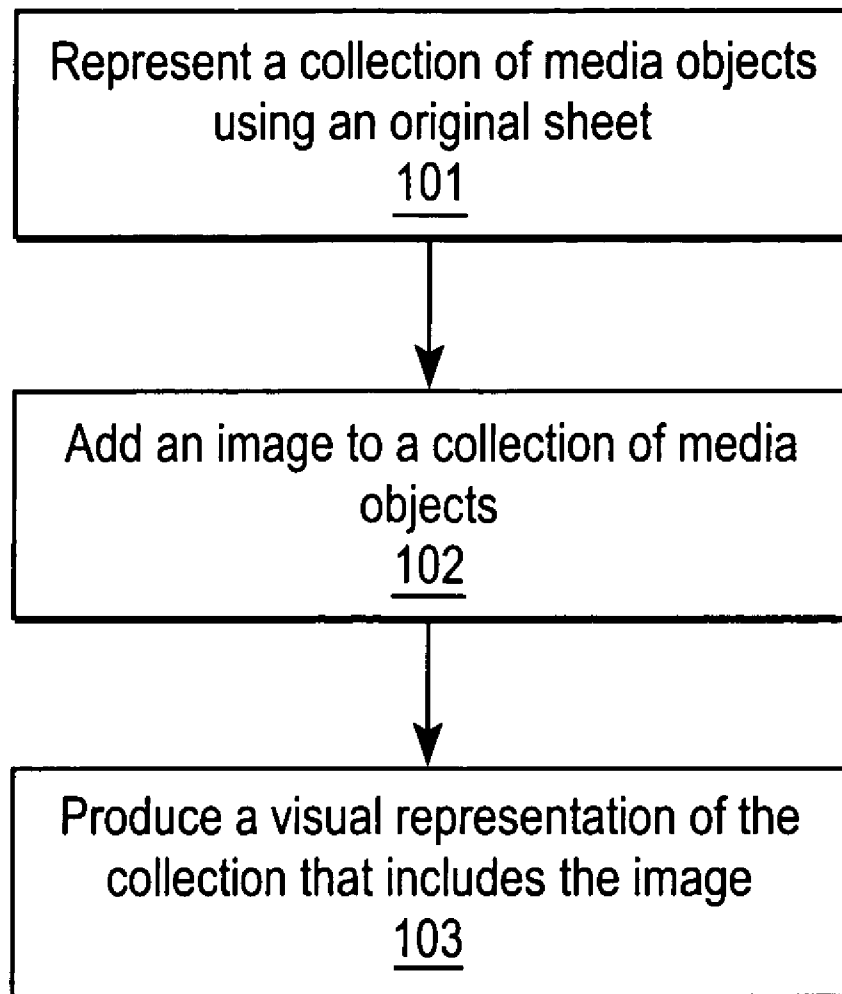 Represent a collection of media objects
using an original sheet
101
Add an image to a collection of media
objects
102
Produce a visual representation of the
collection that includes the image
103